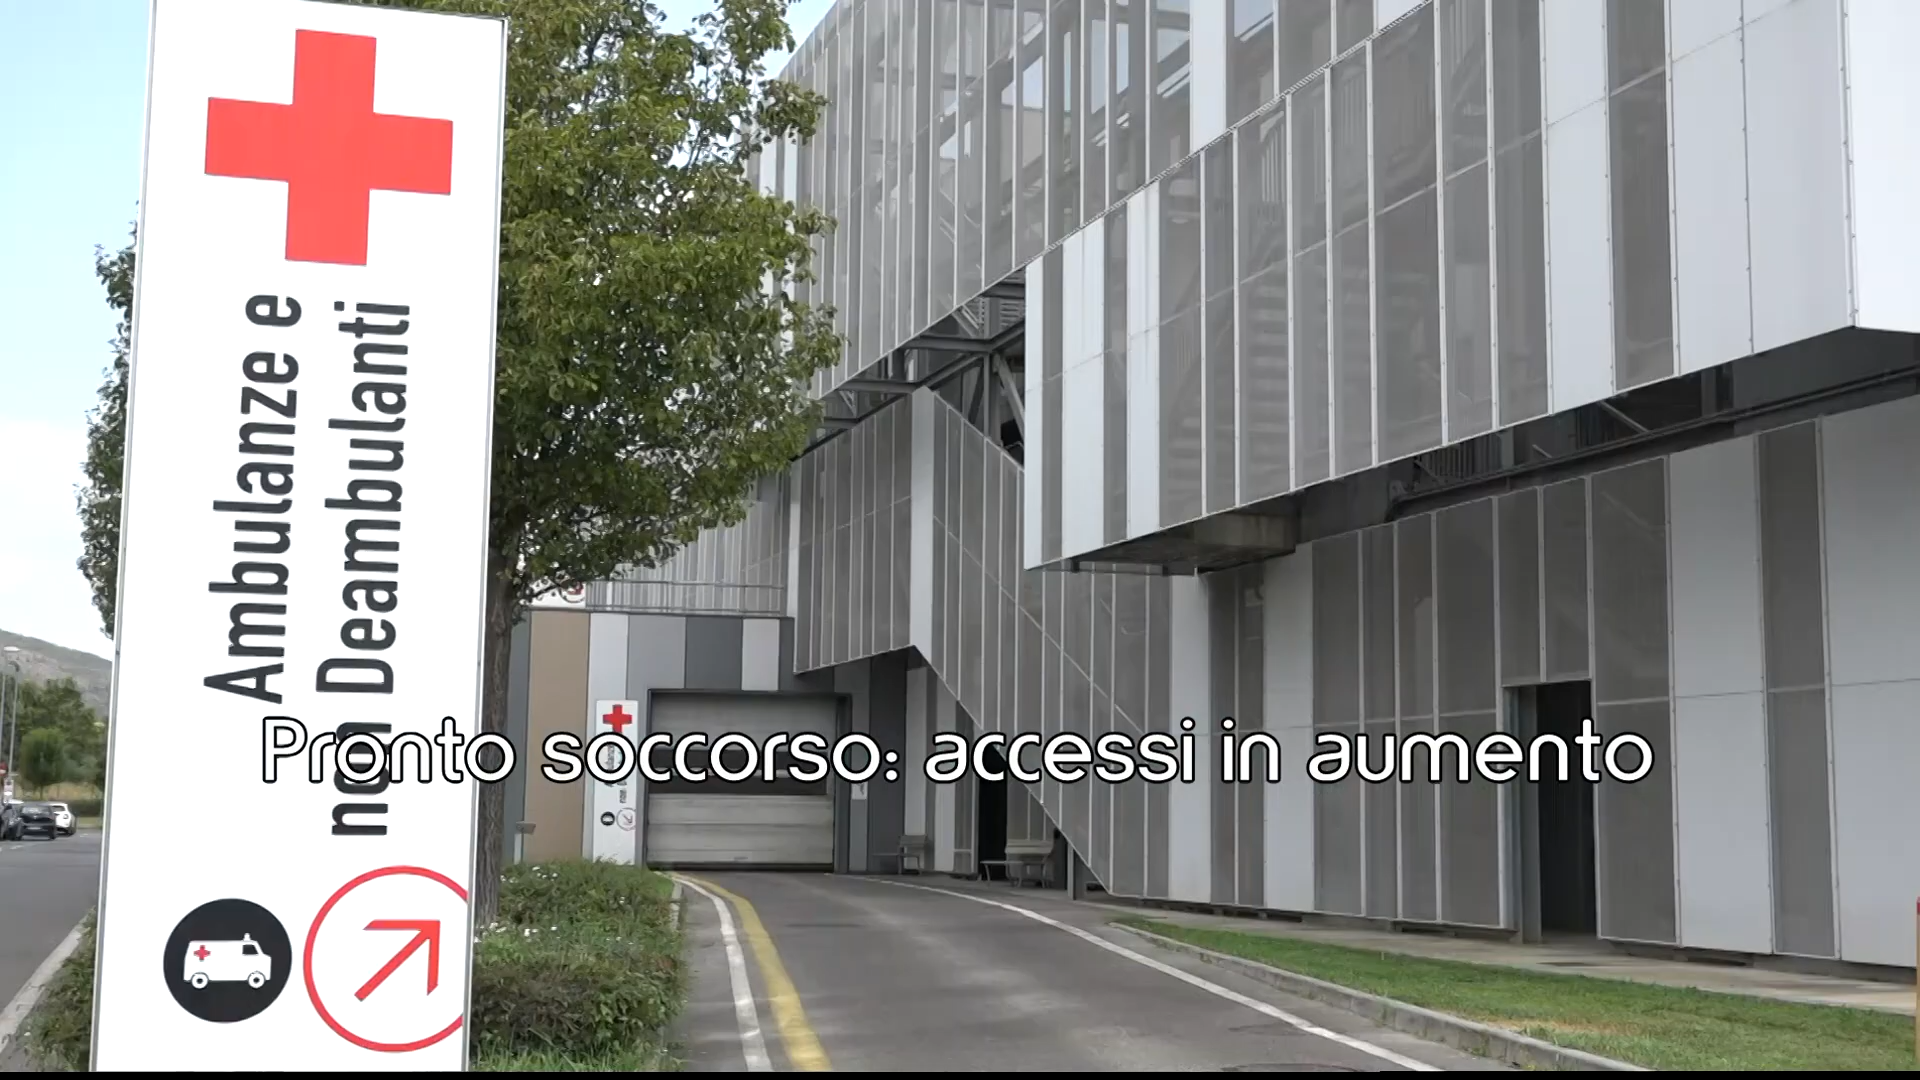 Ambulanze e
non Deambulanti
Pronto soccorso: accessi in aumento